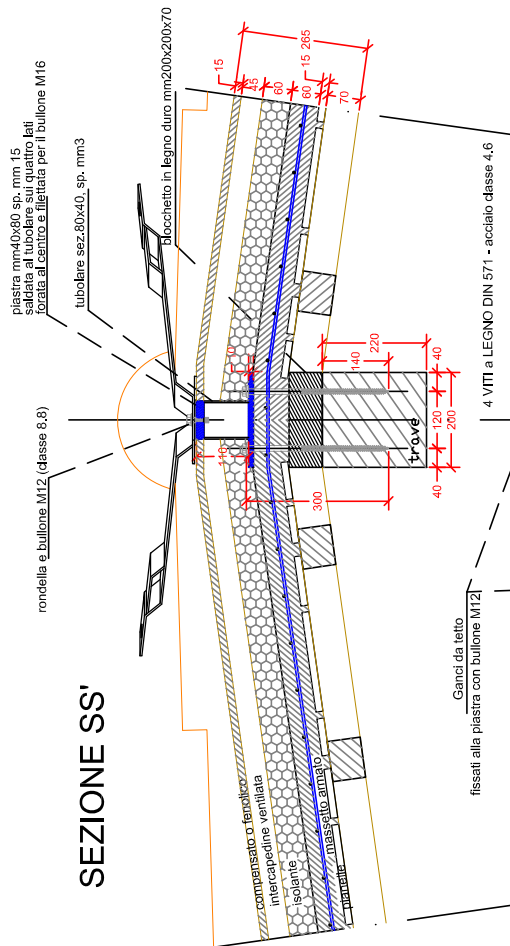 SEZIONE SS'
rondella e bullone M12 (classe 8.8)
piastra mm40x80 sp. mm 15
saldata al tubolare sui quattro lati
forata al centro e filettata per il bullone M16
tubolare sez.80x40, sp. mm3
blocchetto in legno duro mm200x200x70
15
45
60
60
15
70
265
10
110
300
140
220
40
120
40
200
trave
compensato o fenolico
intercapedine ventilata
isolante
massetto armato
pianelle
Ganci da tetto
fissati alla piastra con bullone M12
4 VITI a LEGNO DIN 571 - acciaio classe 4.6